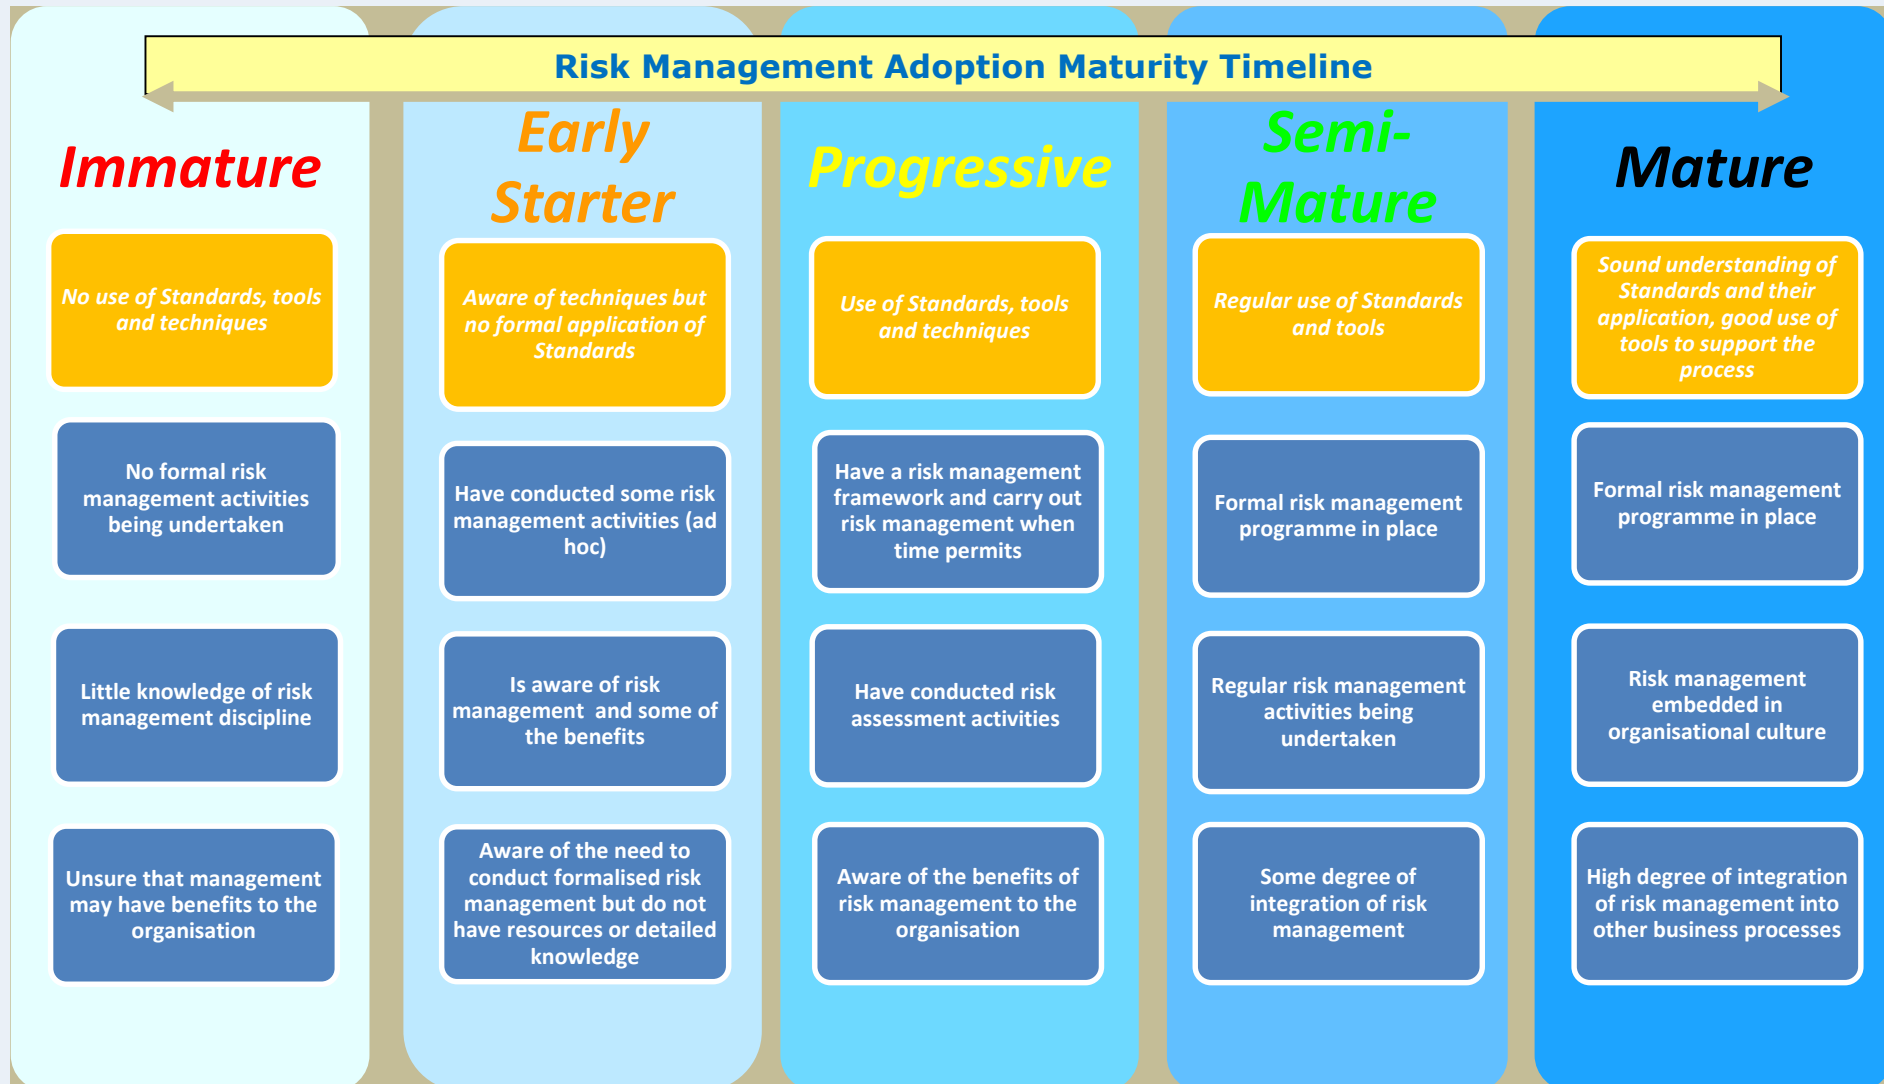 Risk Management Adoption Maturity Timeline
Immature
No use of Standards, tools
and techniques
No formal risk
management activities
being undertaken
Little knowledge of risk
management discipline
Unsure that management
may have benefits to the
organisation
Early
Starter
Aware of techniques but
no formal application of
Standards
Have conducted some risk
management activities (ad
hoc)
Is aware of risk
management  and some of
the benefits
Aware of the need to
conduct formalised risk
management but do not
have resources or detailed
knowledge
Progressive
Use of Standards, tools
and techniques
Have a risk management
framework and carry out
risk management when
time permits
Have conducted risk
assessment activities
Aware of the benefits of
risk management to the
organisation
Semi-
Mature
Regular use of Standards
and tools
Formal risk management
programme in place
Regular risk management
activities being
undertaken
Some degree of
integration of risk
management
Mature
Sound understanding of
Standards and their
application, good use of
tools to support the
process
Formal risk management
programme in place
Risk management
embedded in
organisational culture
High degree of integration
of risk management into
other business processes